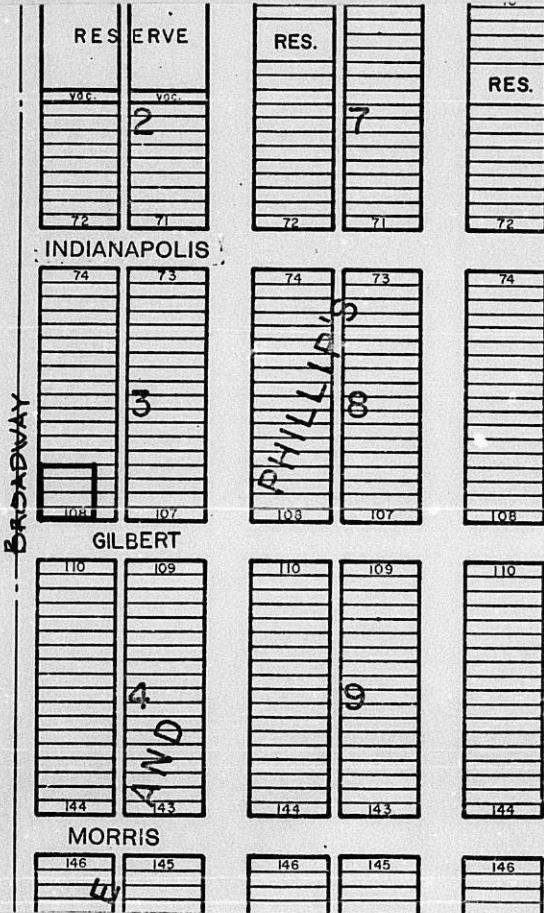 RESERVE RES. RES.
VAC. VAC.
2 7
72 71 72 71 72
INDIANAPOLIS
74 73 74 73 74
PHILLIP'S
3 8
BROADWAY
108 107 108 107 108
GILBERT
110 109 110 109 110
4 9
AND
144 143 144 143 144
MORRIS
146 145 146 145 146
E